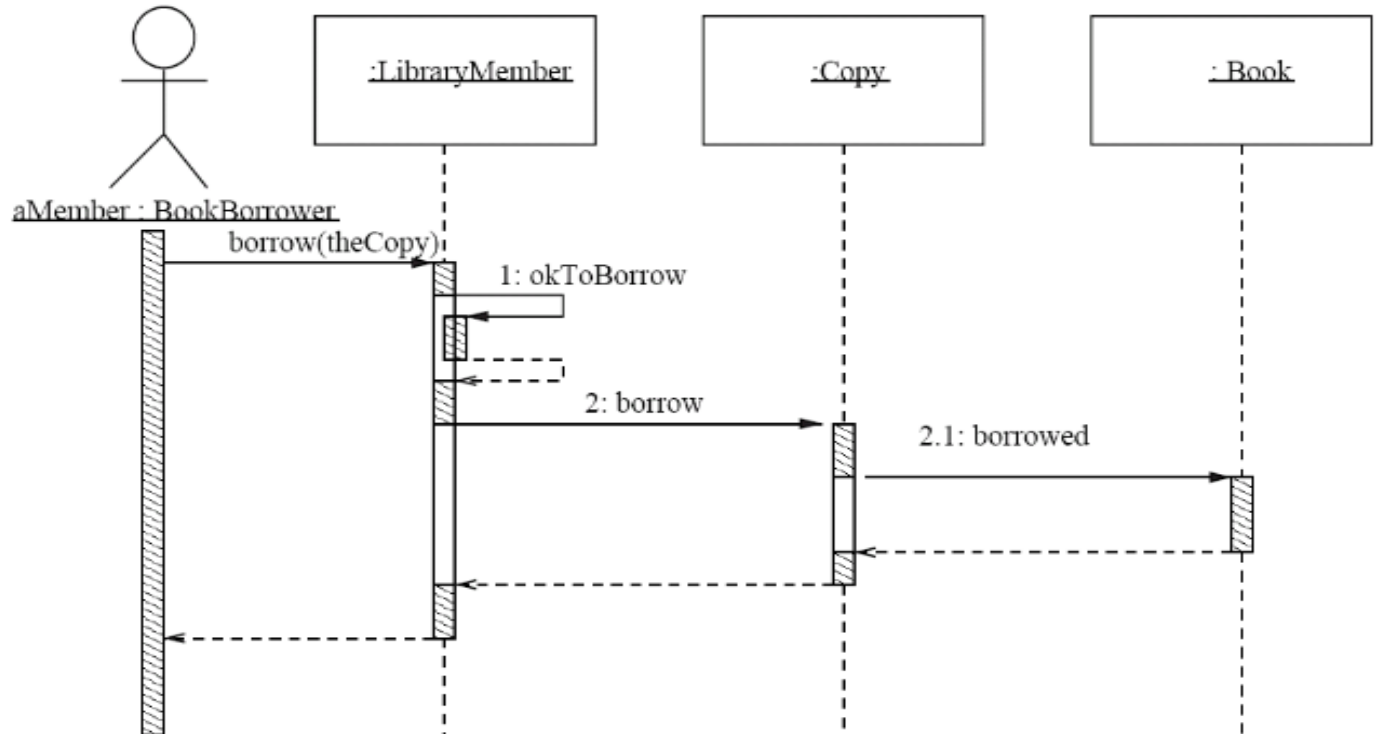 :LibraryMember
:Copy
: Book
aMember : BookBorrower
borrow(theCopy)
1: okToBorrow
2: borrow
2.1: borrowed